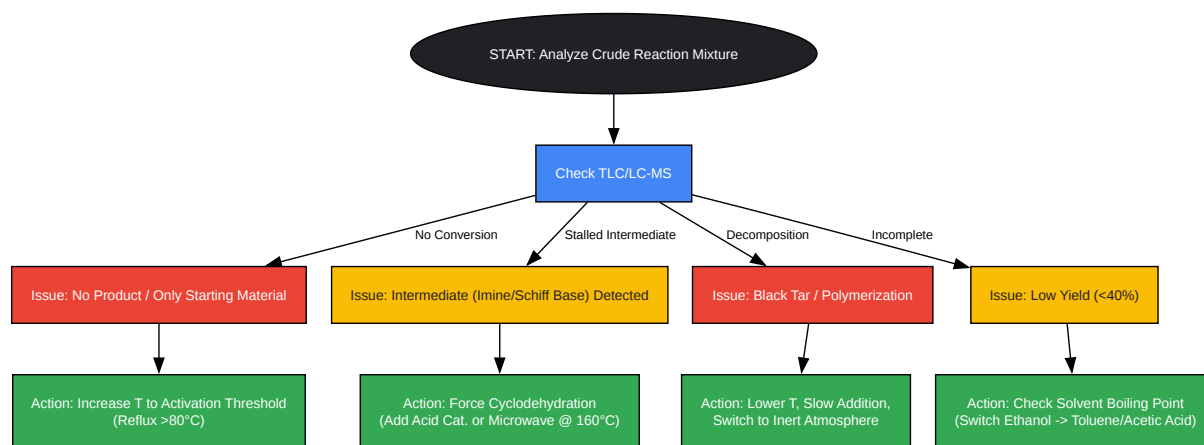 START: Analyze Crude Reaction Mixture
Check TLC/LC-MS
No Conversion
Stalled Intermediate
Decomposition
Incomplete
Issue: No Product / Only Starting Material
Issue: Intermediate (Imine/Schiff Base) Detected
Issue: Black Tar / Polymerization
Issue: Low Yield (<40%)
Action: Increase T to Activation Threshold
(Reflux >80°C)
Action: Force Cyclodehydration
(Add Acid Cat. or Microwave @ 160°C)
Action: Lower T, Slow Addition,
Switch to Inert Atmosphere
Action: Check Solvent Boiling Point
(Switch Ethanol -> Toluene/Acetic Acid)